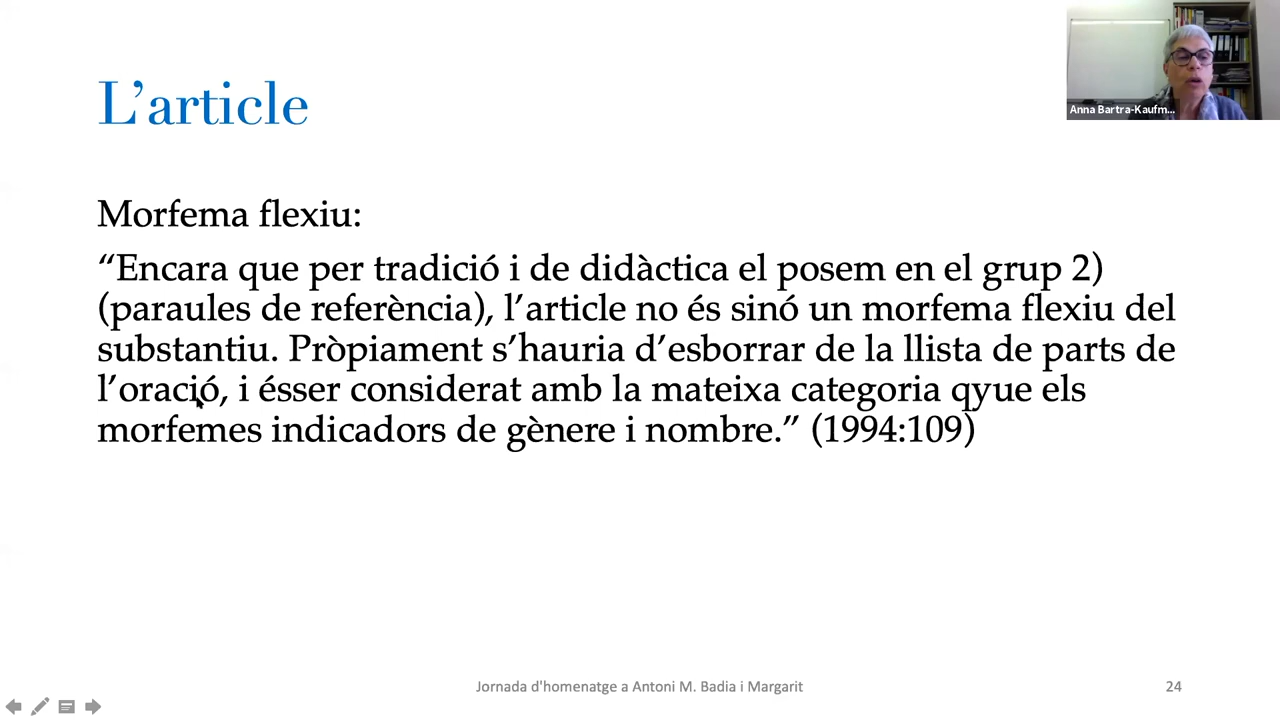 L’article
Anna Bartra-Kaufm...
Morfema flexiu:
“Encara que per tradició i de didàctica el posem en el grup 2)
(paraules de referència), l’article no és sinó un morfema flexiu del
substantiu. Pròpiament s’hauria d’esborrar de la llista de parts de
l’oració, i ésser considerat amb la mateixa categoria qyue els
morfemes indicadors de gènere i nombre.” (1994:109)
Jornada d'homenatge a Antoni M. Badia i Margarit
24